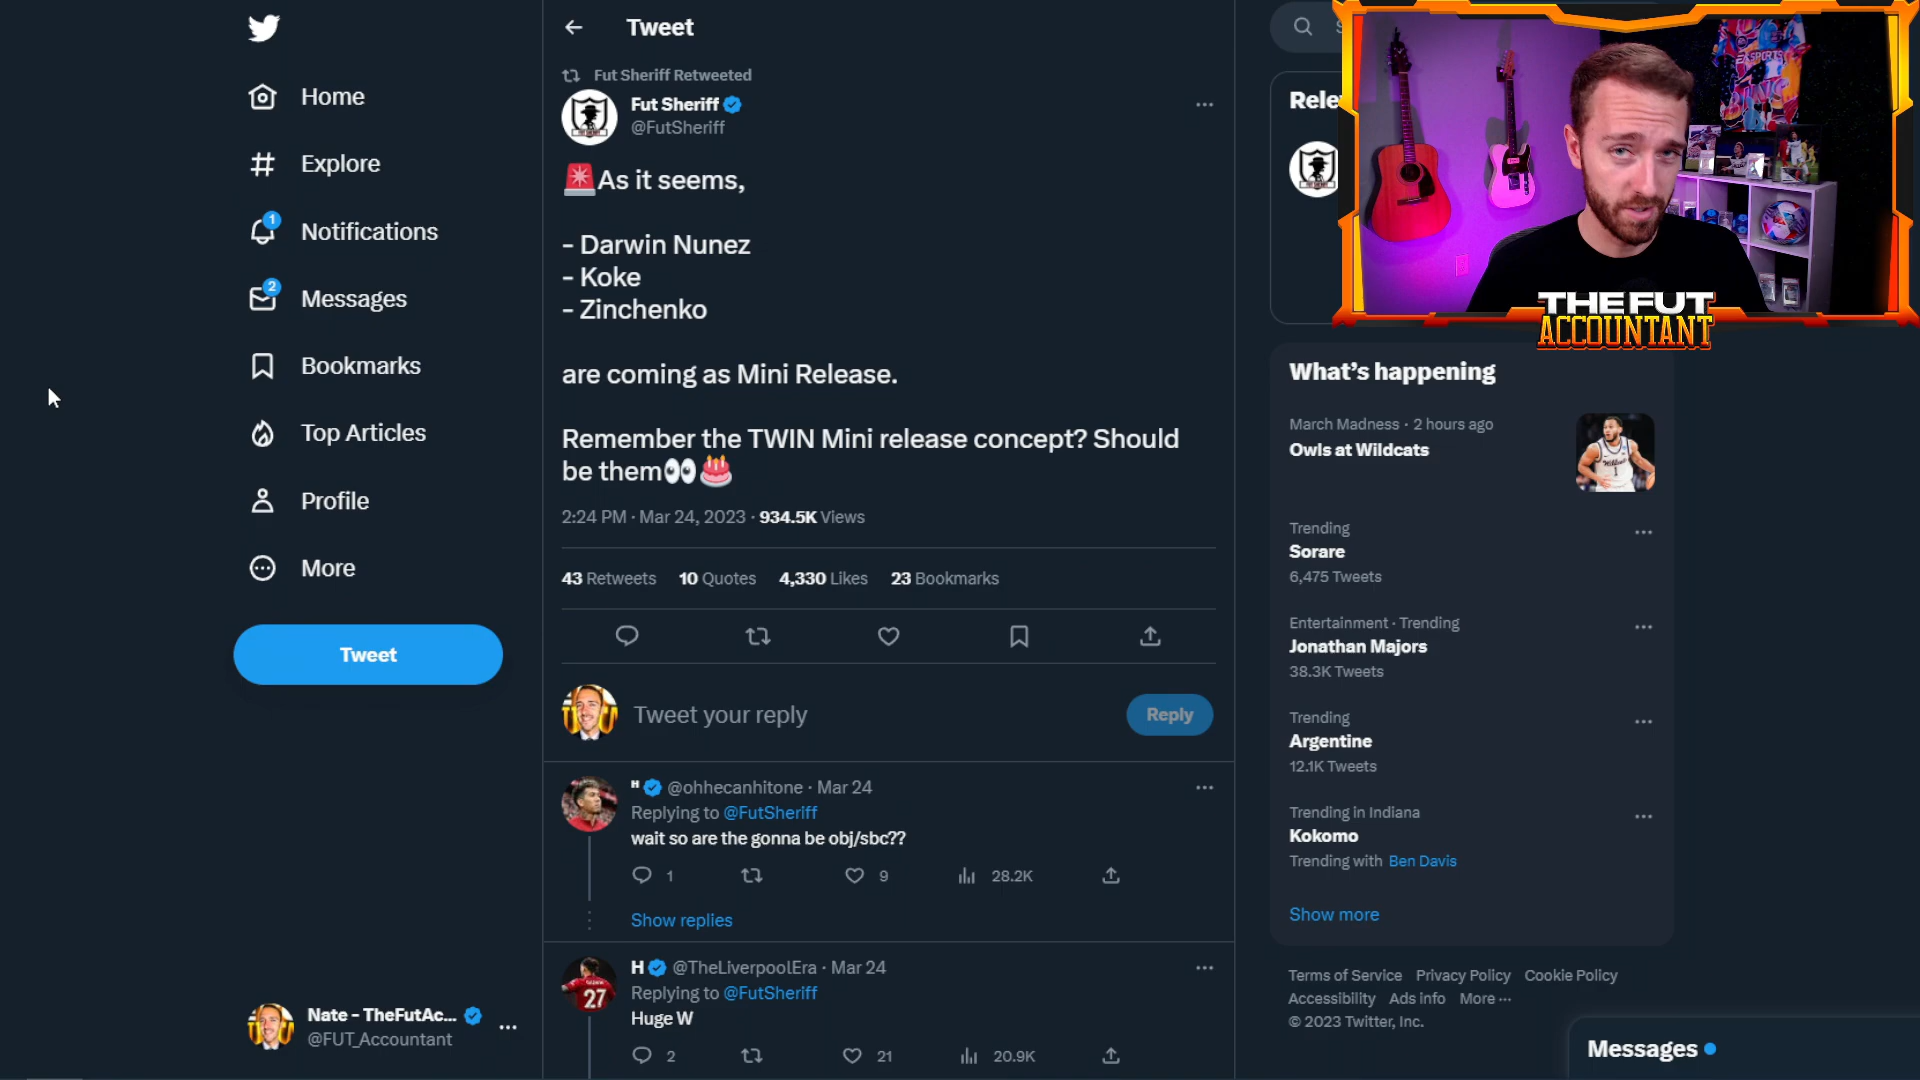 Home
Explore
1
Notifications
2
Messages
Bookmarks
Top Articles
Profile
More
Tweet
Nate - TheFutAc...
@FUT_Accountant
Tweet
Fut Sheriff Retweeted
Fut Sheriff
@FutSheriff
🚨As it seems,
- Darwin Nunez
- Koke
- Zinchenko
are coming as Mini Release.
Remember the TWIN Mini release concept? Should
be them👀🎂
2:24 PM · Mar 24, 2023 · 934.5K Views
43 Retweets 10 Quotes 4,330 Likes 23 Bookmarks
Tweet your reply
Reply
H @ohhecanhitone · Mar 24
Replying to @FutSheriff
wait so are the gonna be obj/sbc??
1 9 28.2K
Show replies
H @TheLiverpoolEra · Mar 24
Replying to @FutSheriff
27
Huge W
2 21 20.9K
Rele
THE FUT
ACCOUNTANT
What's happening
March Madness · 2 hours ago
Owls at Wildcats
Trending
Sorare
6,475 Tweets
Entertainment · Trending
Jonathan Majors
38.3K Tweets
Trending
Argentine
12.1K Tweets
Trending in Indiana
Kokomo
Trending with Ben Davis
Show more
Terms of Service Privacy Policy Cookie Policy
Accessibility Ads info More ···
© 2023 Twitter, Inc.
Messages